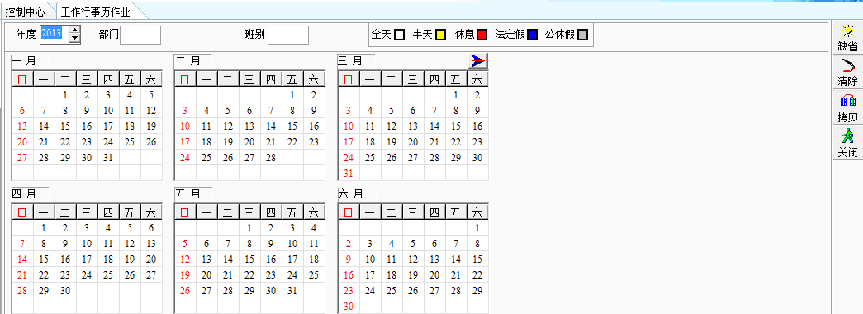 控制中心 工作行事历作业
年度 2013 部门 班别 全天 半天 休息 法定假 公休假
缺省
清除
拷贝
关闭
一 月 二 月 三 月
日 一 二 三 四 五 六 日 一 二 三 四 五 六 日 一 二 三 四 五 六
1 2 3 4 5 1 2 1 2
6 7 8 9 10 11 12 3 4 5 6 7 8 9 3 4 5 6 7 8 9
13 14 15 16 17 18 19 10 11 12 13 14 15 16 10 11 12 13 14 15 16
20 21 22 23 24 25 26 17 18 19 20 21 22 23 17 18 19 20 21 22 23
27 28 29 30 31 24 25 26 27 28 24 25 26 27 28 29 30
31
四 月 五 月 六 月
日 一 二 三 四 五 六 日 一 二 三 四 五 六 日 一 二 三 四 五 六
1 2 3 4 5 6 1 2 3 4 1
7 8 9 10 11 12 13 5 6 7 8 9 10 11 2 3 4 5 6 7 8
14 15 16 17 18 19 20 12 13 14 15 16 17 18 9 10 11 12 13 14 15
21 22 23 24 25 26 27 19 20 21 22 23 24 25 16 17 18 19 20 21 22
28 29 30 26 27 28 29 30 31 23 24 25 26 27 28 29
30